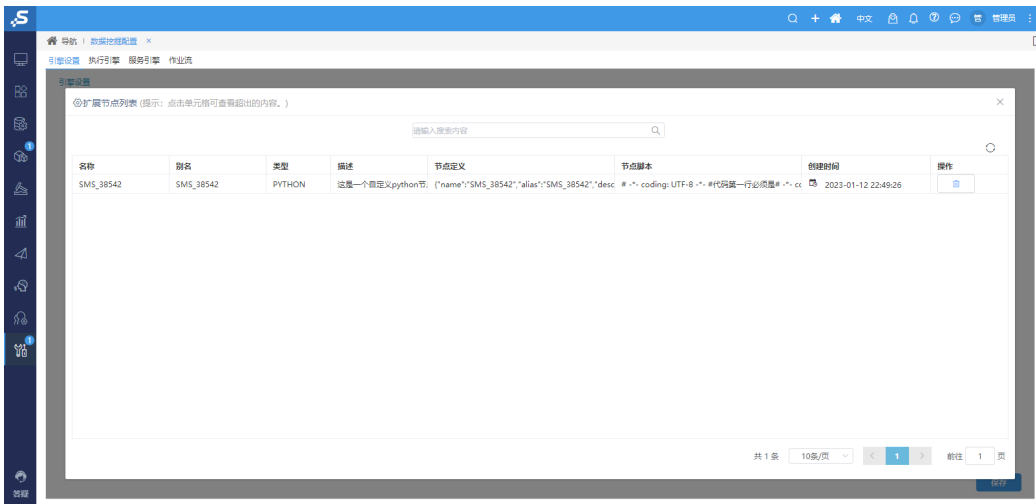 中文 管 管理员
导航 数据挖掘配置 ×
引擎设置 执行引擎 服务引擎 作业流
引擎设置
扩展节点列表 (提示：点击单元格可查看超出的内容。)
请输入搜索内容
1
名称 别名 类型 描述 节点定义 节点脚本 创建时间 操作
SMS_38542 SMS_38542 PYTHON 这是一个自定义python节 {"name":"SMS_38542","alias":"SMS_38542","desc # -*- coding: UTF-8 -*- #代码第一行必须是# -*- cc 2023-01-12 22:49:26
1
共 1 条 10条/页 < 1 > 前往 1 页
保存
答疑